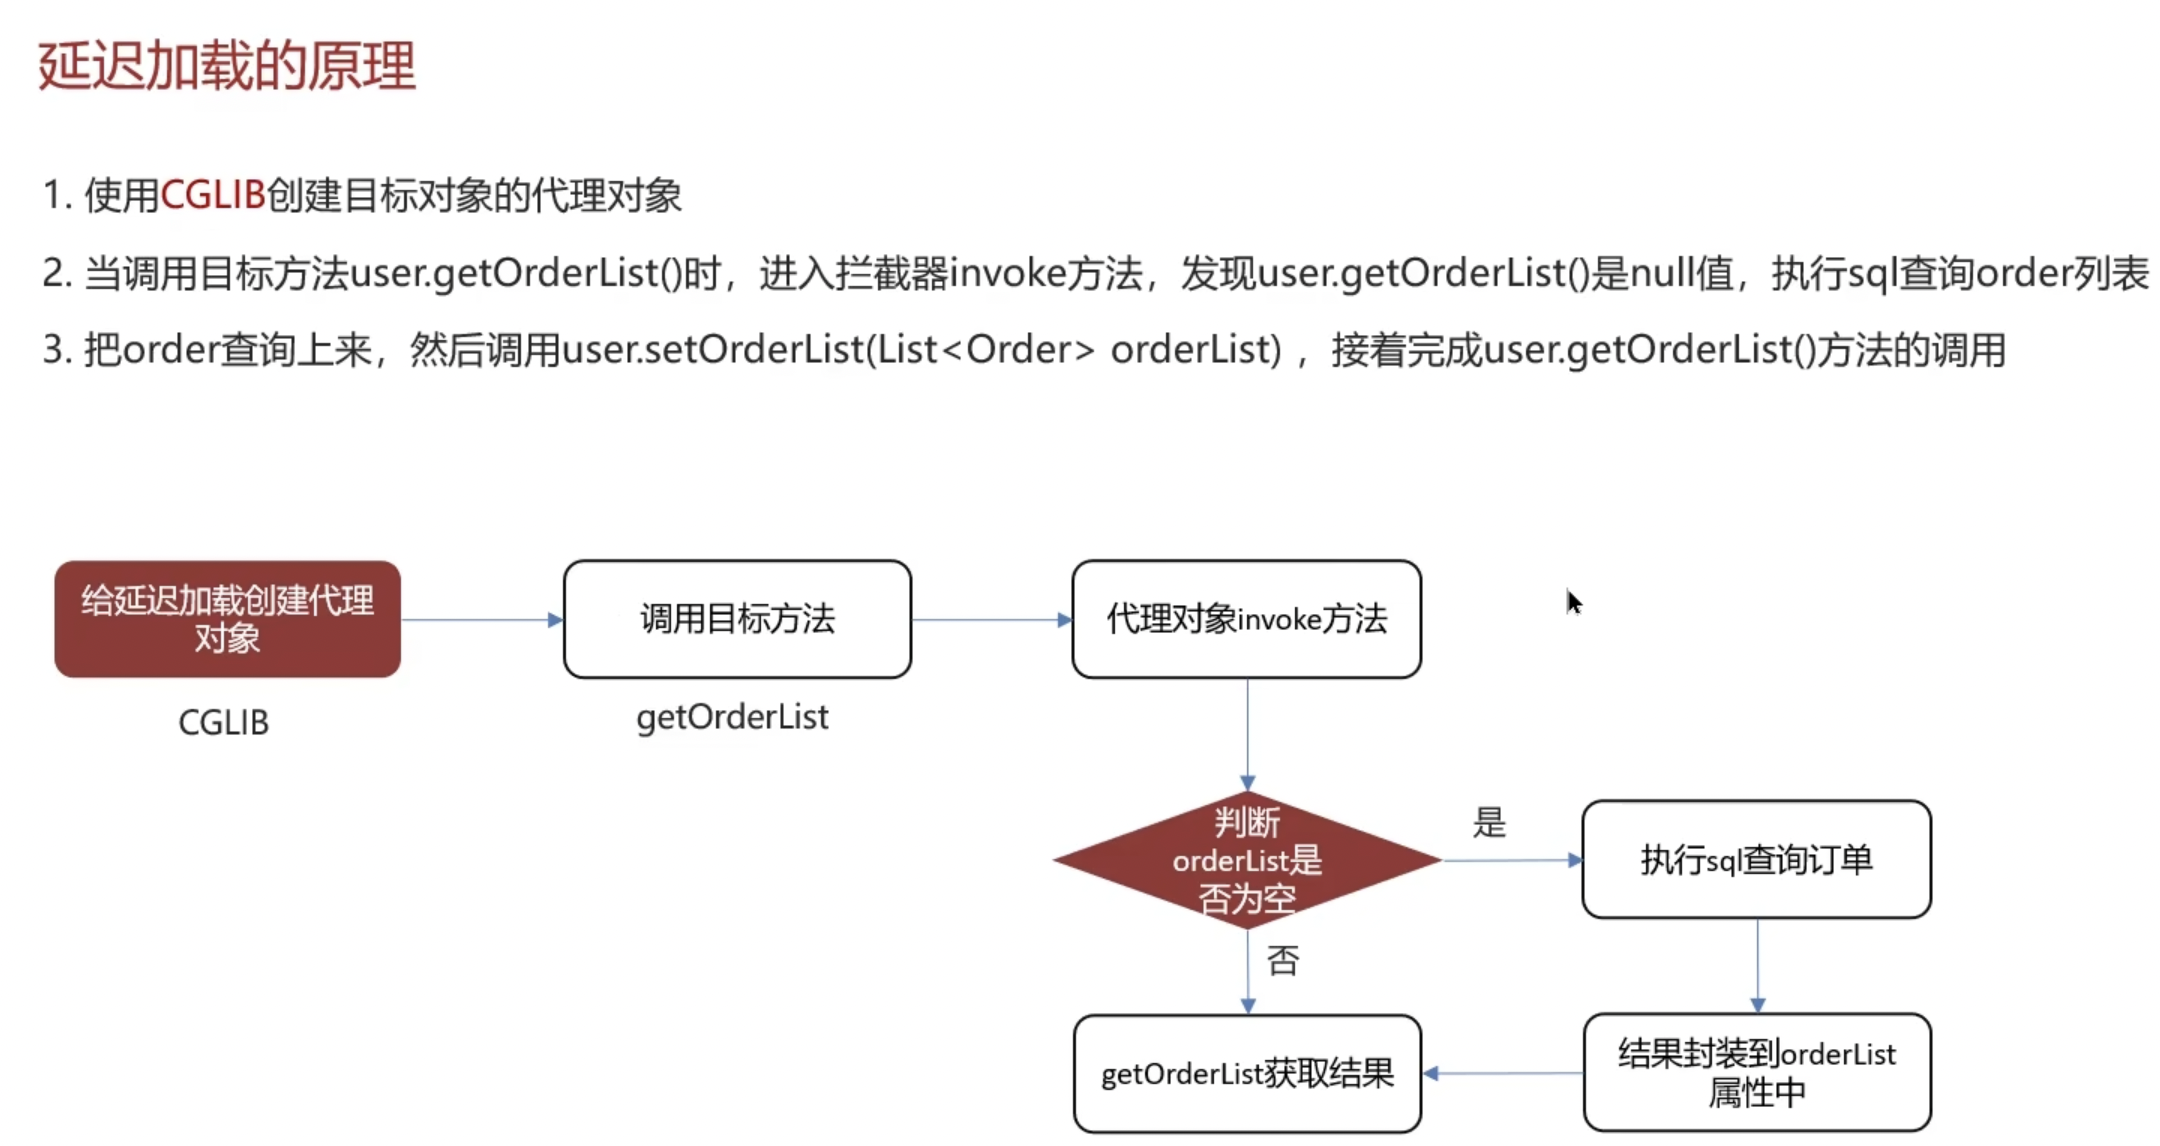 延迟加载的原理
1. 使用CGLIB创建目标对象的代理对象
2. 当调用目标方法user.getOrderList()时，进入拦截器invoke方法，发现user.getOrderList()是null值，执行sql查询order列表
3. 把order查询上来，然后调用user.setOrderList(List<Order> orderList) ，接着完成user.getOrderList()方法的调用
给延迟加载创建代理
对象
调用目标方法
代理对象invoke方法
CGLIB
getOrderList
判断
orderList是
否为空
是
执行sql查询订单
否
getOrderList获取结果
结果封装到orderList
属性中